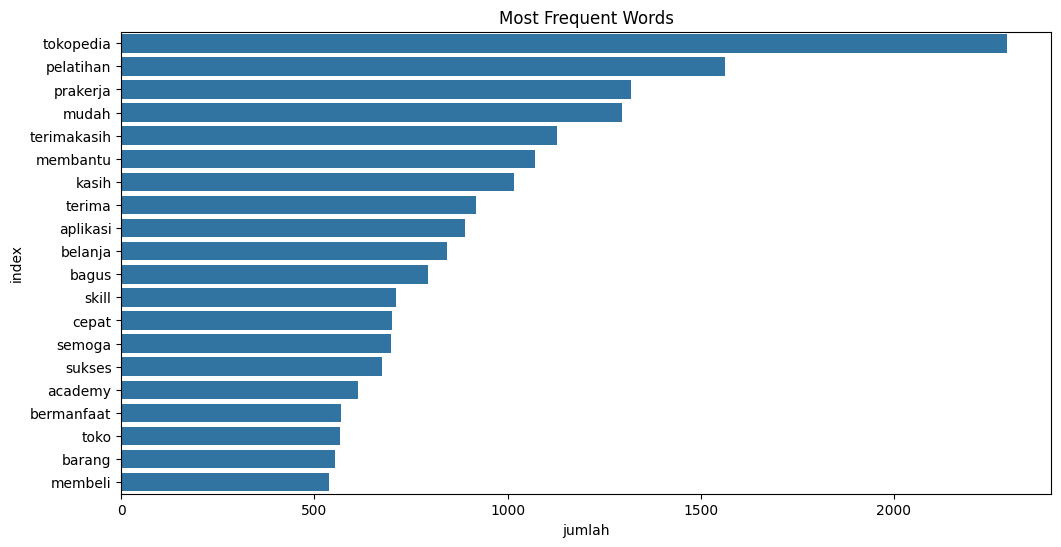 Most Frequent Words
tokopedia
pelatihan
prakerja
mudah
terimakasih
membantu
kasih
terima
aplikasi
belanja
bagus
skill
cepat
semoga
sukses
academy
bermanfaat
toko
barang
membeli
index
0 500 1000 1500 2000
jumlah